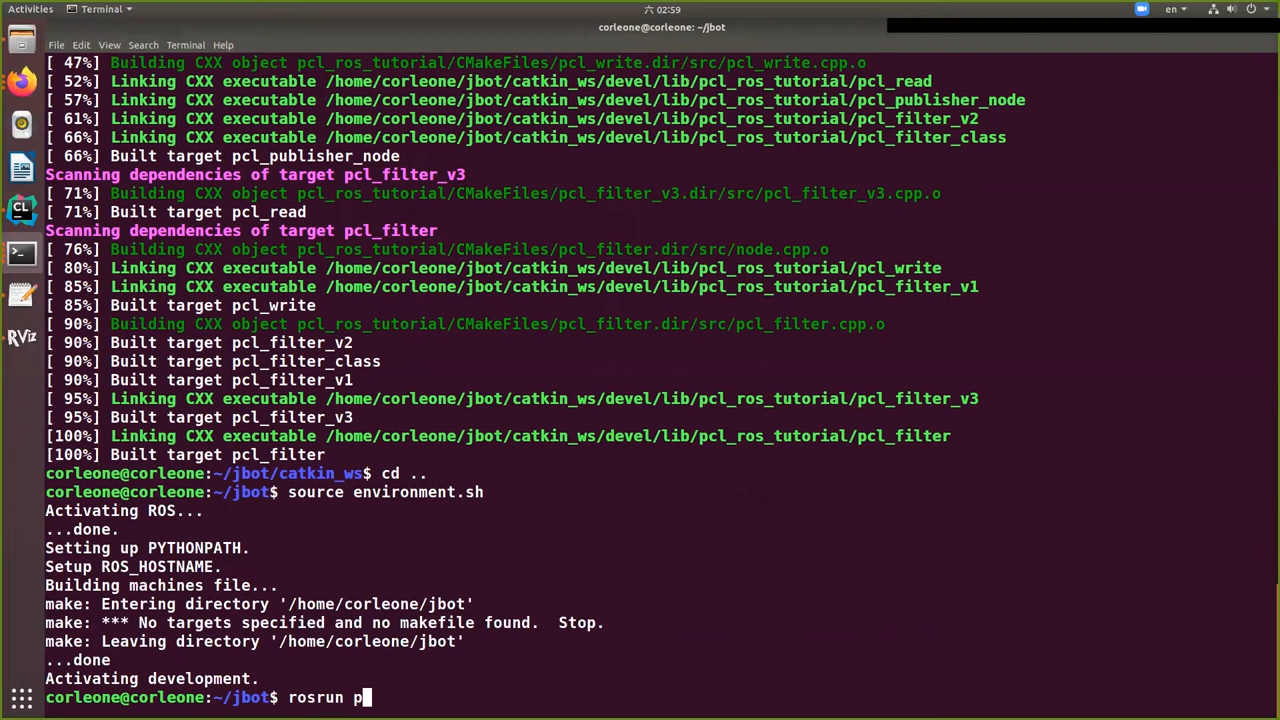 Activities
Terminal
六 02:59
en
corleone@corleone: ~/jbot
File Edit View Search Terminal Help
[ 47%] Building CXX object pcl_ros_tutorial/CMakeFiles/pcl_write.dir/src/pcl_write.cpp.o
[ 52%] Linking CXX executable /home/corleone/jbot/catkin_ws/devel/lib/pcl_ros_tutorial/pcl_read
[ 57%] Linking CXX executable /home/corleone/jbot/catkin_ws/devel/lib/pcl_ros_tutorial/pcl_publisher_node
[ 61%] Linking CXX executable /home/corleone/jbot/catkin_ws/devel/lib/pcl_ros_tutorial/pcl_filter_v2
[ 66%] Linking CXX executable /home/corleone/jbot/catkin_ws/devel/lib/pcl_ros_tutorial/pcl_filter_class
[ 66%] Built target pcl_publisher_node
Scanning dependencies of target pcl_filter_v3
[ 71%] Building CXX object pcl_ros_tutorial/CMakeFiles/pcl_filter_v3.dir/src/pcl_filter_v3.cpp.o
[ 71%] Built target pcl_read
Scanning dependencies of target pcl_filter
[ 76%] Building CXX object pcl_ros_tutorial/CMakeFiles/pcl_filter.dir/src/node.cpp.o
[ 80%] Linking CXX executable /home/corleone/jbot/catkin_ws/devel/lib/pcl_ros_tutorial/pcl_write
[ 85%] Linking CXX executable /home/corleone/jbot/catkin_ws/devel/lib/pcl_ros_tutorial/pcl_filter_v1
[ 85%] Built target pcl_write
[ 90%] Building CXX object pcl_ros_tutorial/CMakeFiles/pcl_filter.dir/src/pcl_filter.cpp.o
[ 90%] Built target pcl_filter_v2
[ 90%] Built target pcl_filter_class
[ 90%] Built target pcl_filter_v1
[ 95%] Linking CXX executable /home/corleone/jbot/catkin_ws/devel/lib/pcl_ros_tutorial/pcl_filter_v3
[ 95%] Built target pcl_filter_v3
[100%] Linking CXX executable /home/corleone/jbot/catkin_ws/devel/lib/pcl_ros_tutorial/pcl_filter
[100%] Built target pcl_filter
corleone@corleone:~/jbot/catkin_ws$ cd ..
corleone@corleone:~/jbot$ source environment.sh
Activating ROS...
...done.
Setting up PYTHONPATH.
Setup ROS_HOSTNAME.
Building machines file...
make: Entering directory '/home/corleone/jbot'
make: *** No targets specified and no makefile found.  Stop.
make: Leaving directory '/home/corleone/jbot'
...done
Activating development.
corleone@corleone:~/jbot$ rosrun p
CL
>_
RViz